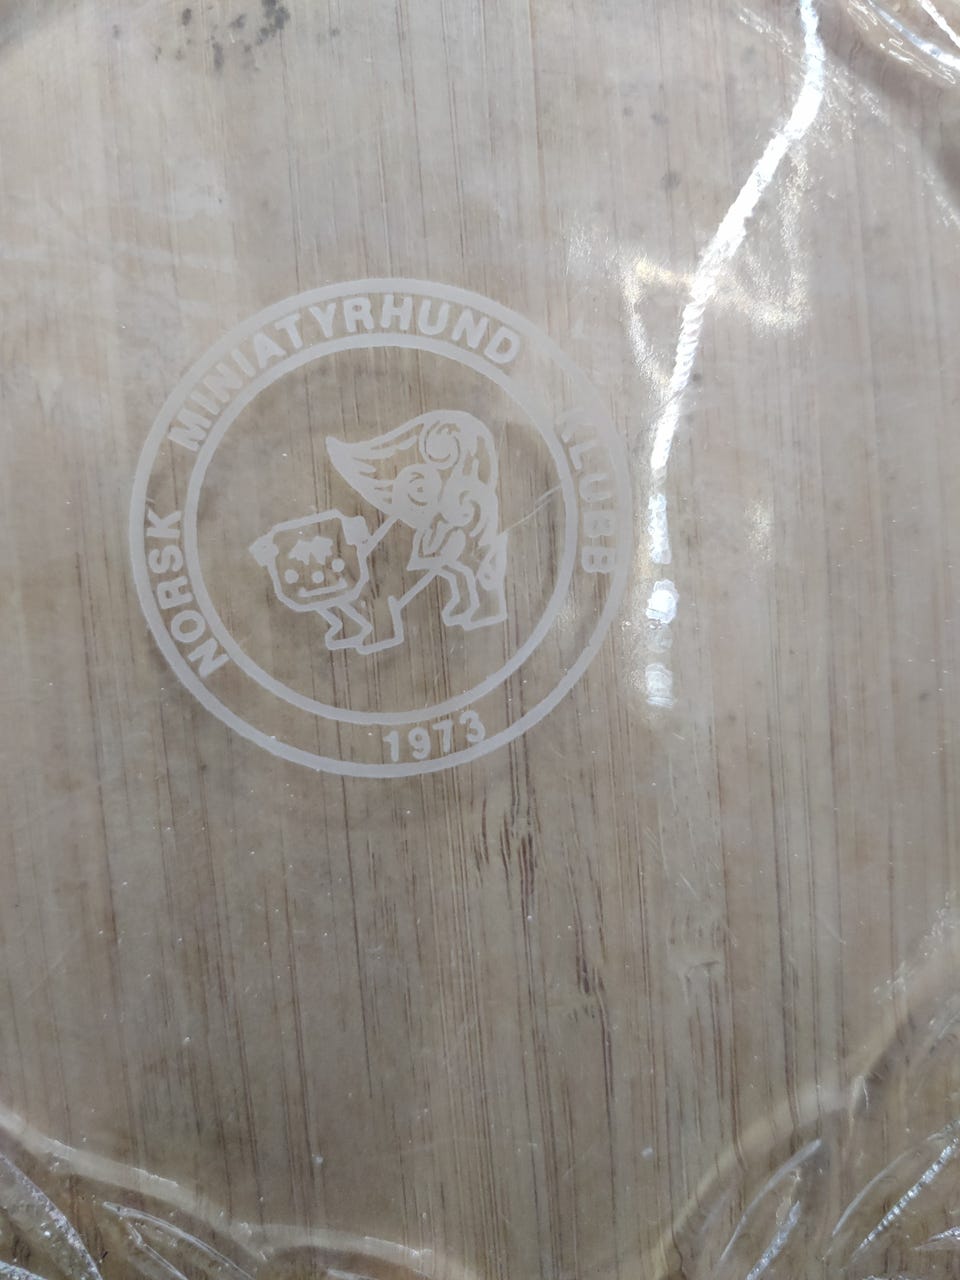 NORSK MINIATYRHUND KLUBB
1973